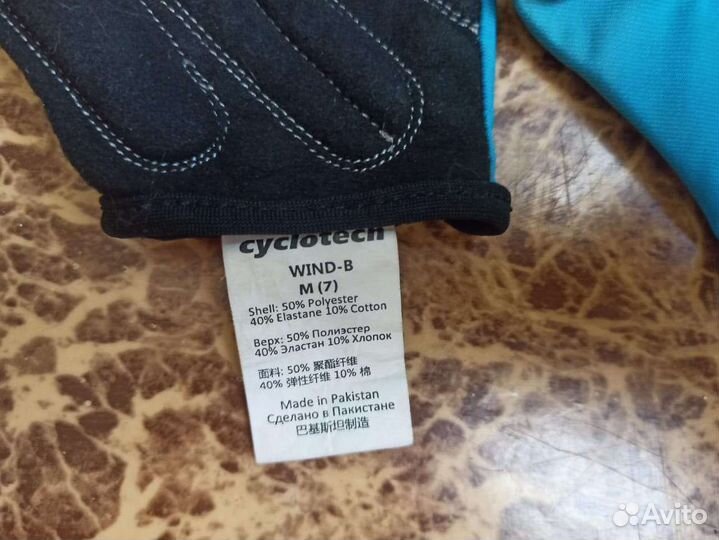 cyclotech
WIND-B
M (7)
Shell: 50% Polyester
40% Elastane 10% Cotton
Верх: 50% Полиэстер
40% Эластан 10% Хлопок
面料: 50% 聚酯纤维
40% 弹性纤维 10% 棉
Made in Pakistan
Сделано в Пакистане
巴基斯坦制造
Avito